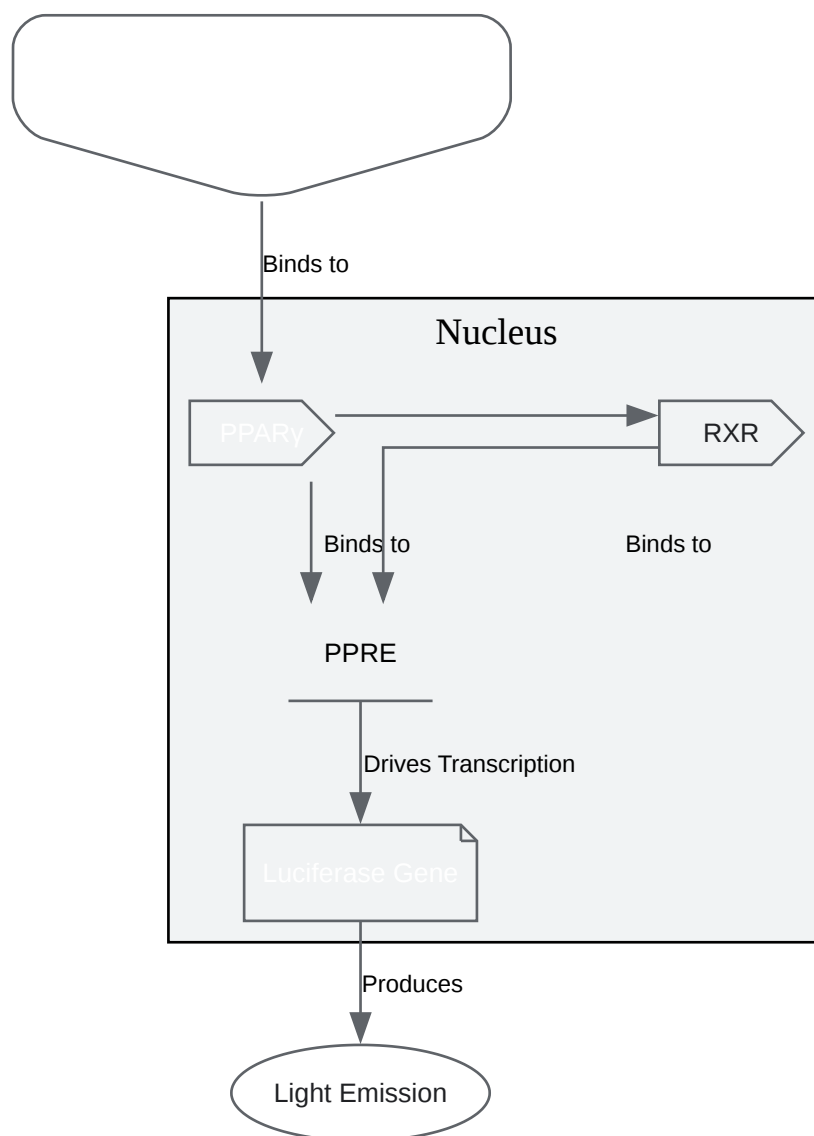 Binds to
Nucleus
PPARγ
RXR
Binds to
Binds to
PPRE
Drives Transcription
Luciferase Gene
Produces
Light Emission